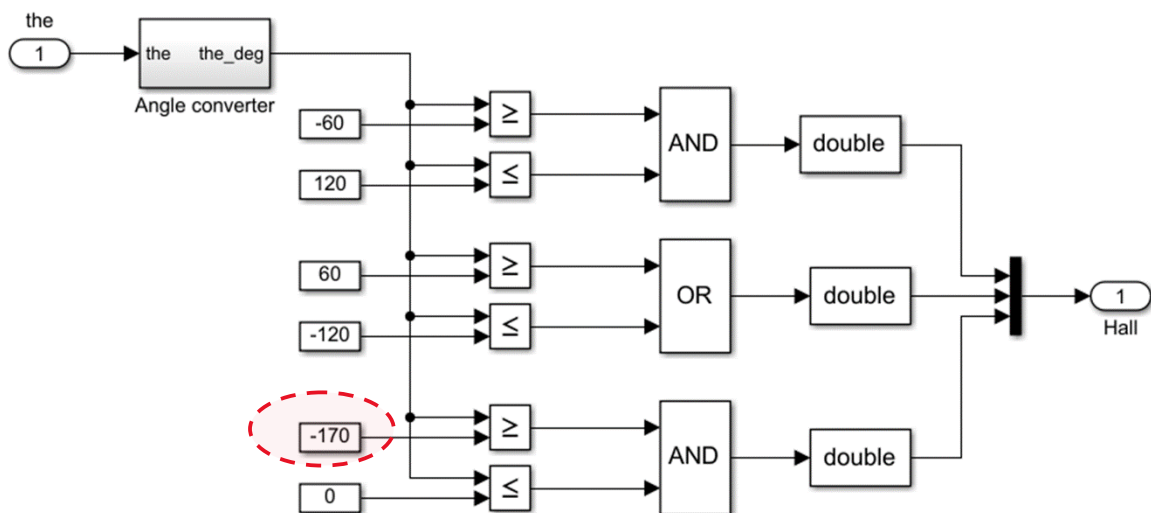 the
1
the the_deg
Angle converter
-60
≥
120
≤
AND
double
60
≥
-120
≤
OR
double
1
Hall
-170
≥
0
≤
AND
double